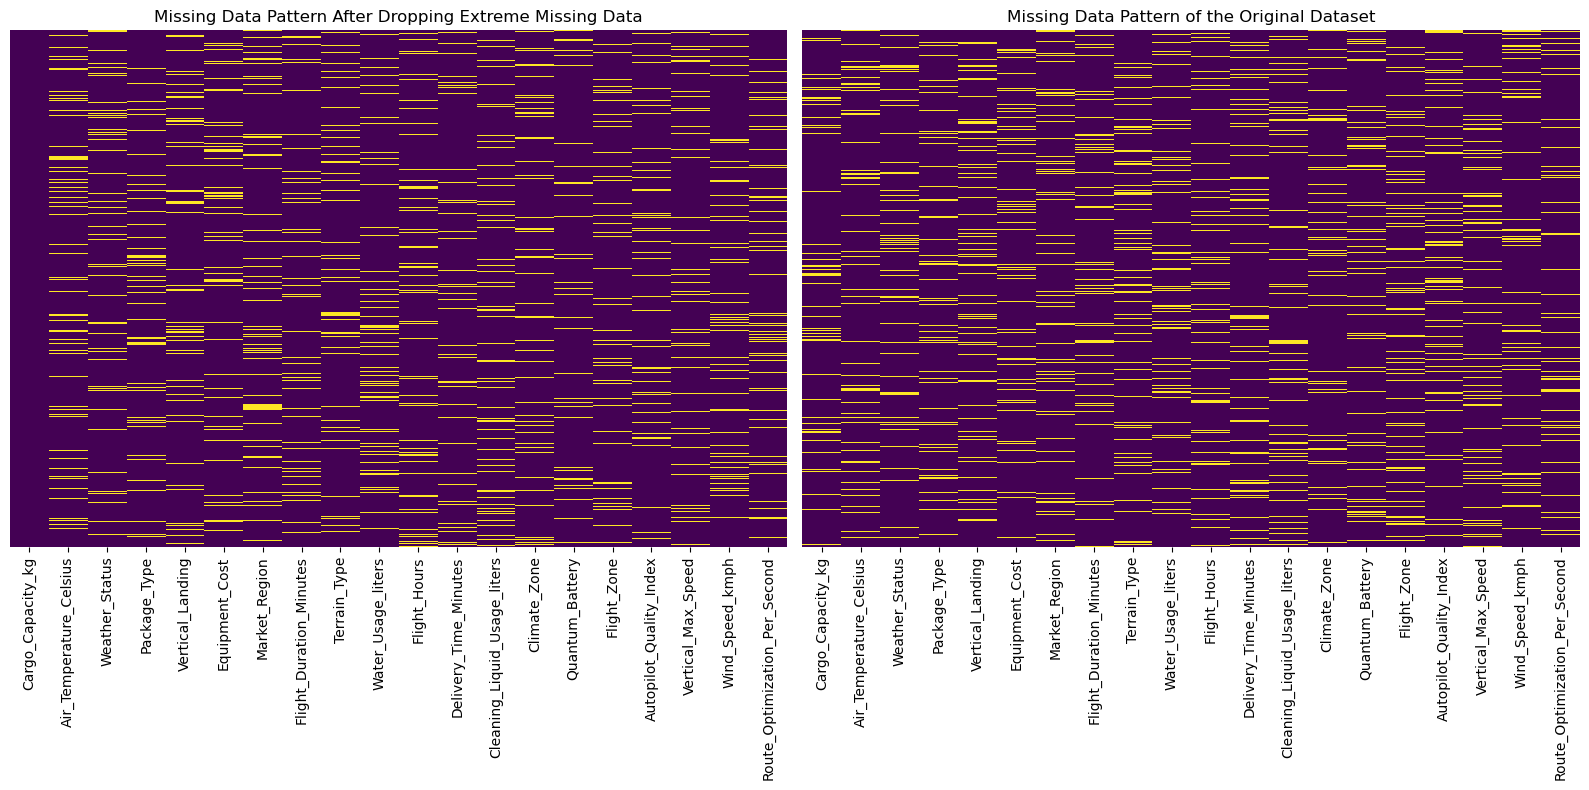 Missing Data Pattern After Dropping Extreme Missing Data
Cargo_Capacity_kg
Air_Temperature_Celsius
Weather_Status
Package_Type
Vertical_Landing
Equipment_Cost
Market_Region
Flight_Duration_Minutes
Terrain_Type
Water_Usage_liters
Flight_Hours
Delivery_Time_Minutes
Cleaning_Liquid_Usage_liters
Climate_Zone
Quantum_Battery
Flight_Zone
Autopilot_Quality_Index
Vertical_Max_Speed
Wind_Speed_kmph
Route_Optimization_Per_Second
Missing Data Pattern of the Original Dataset
Cargo_Capacity_kg
Air_Temperature_Celsius
Weather_Status
Package_Type
Vertical_Landing
Equipment_Cost
Market_Region
Flight_Duration_Minutes
Terrain_Type
Water_Usage_liters
Flight_Hours
Delivery_Time_Minutes
Cleaning_Liquid_Usage_liters
Climate_Zone
Quantum_Battery
Flight_Zone
Autopilot_Quality_Index
Vertical_Max_Speed
Wind_Speed_kmph
Route_Optimization_Per_Second